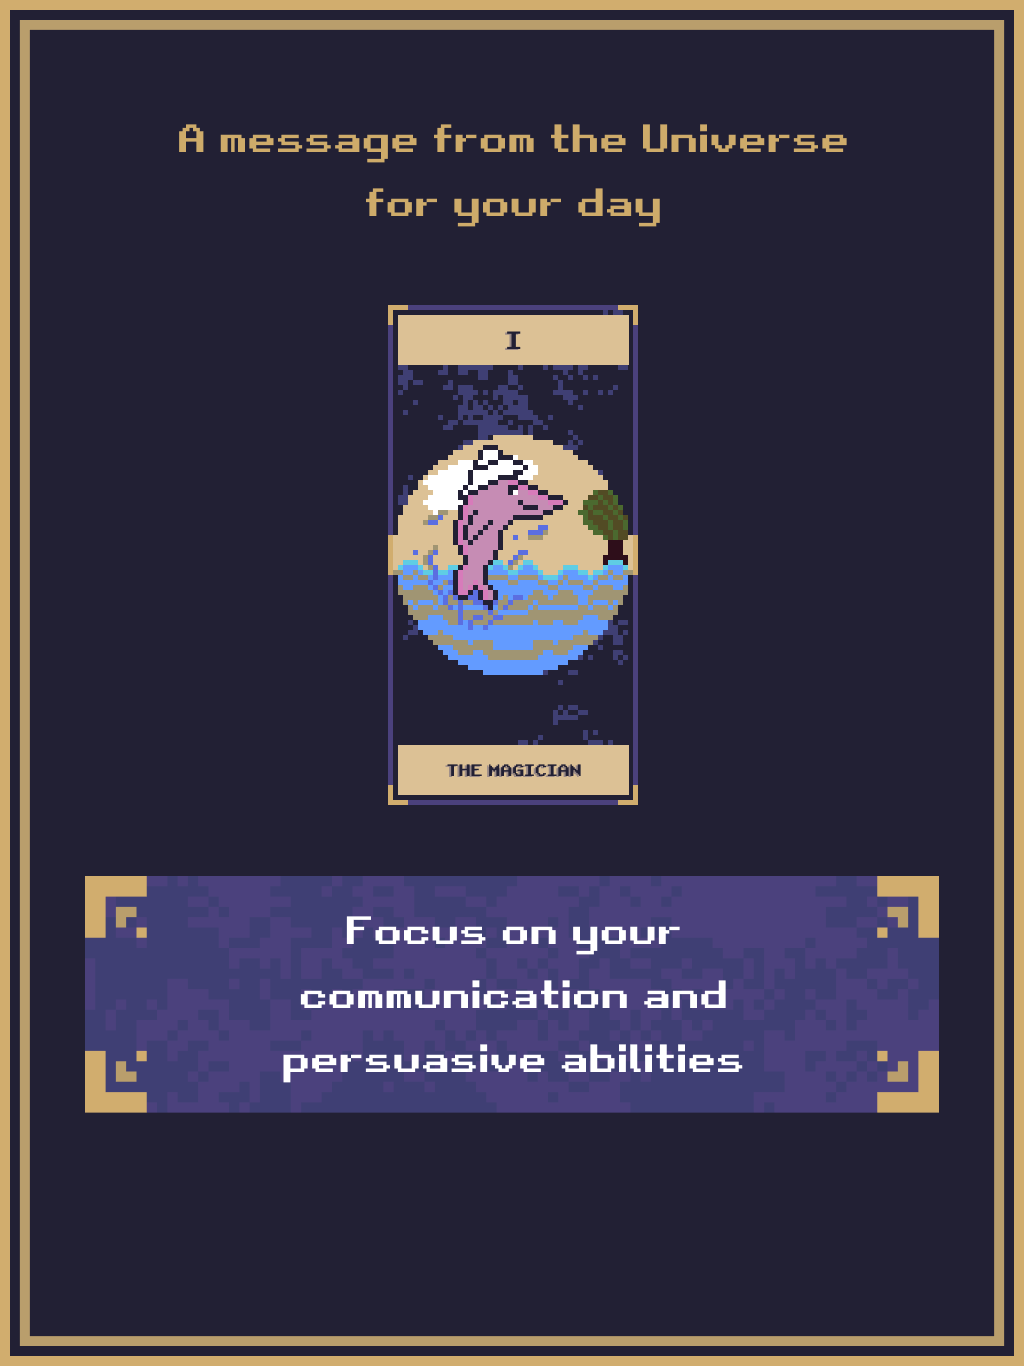 A message from the Universe
for your day
I
THE MAGICIAN
Focus on your
communication and
persuasive abilities